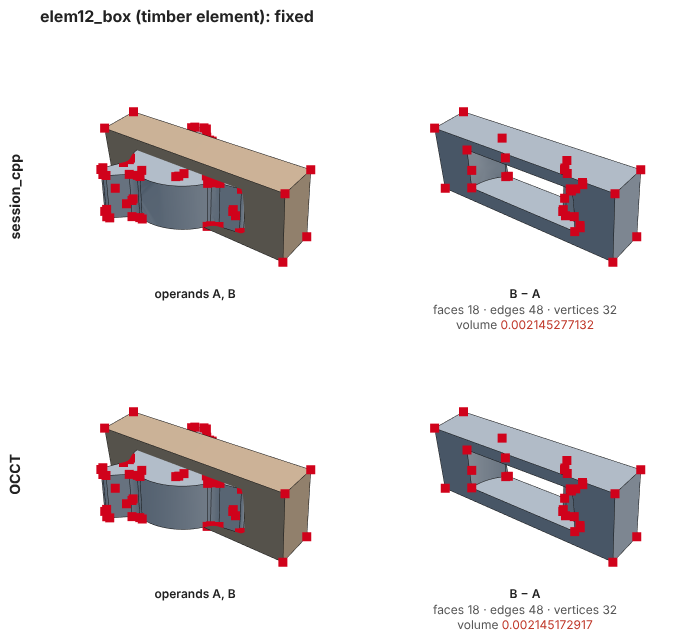 elem12_box (timber element): fixed
session_cpp
operands A, B
B − A
faces 18 · edges 48 · vertices 32
volume 0.002145277132
OCCT
operands A, B
B − A
faces 18 · edges 48 · vertices 32
volume 0.002145172917